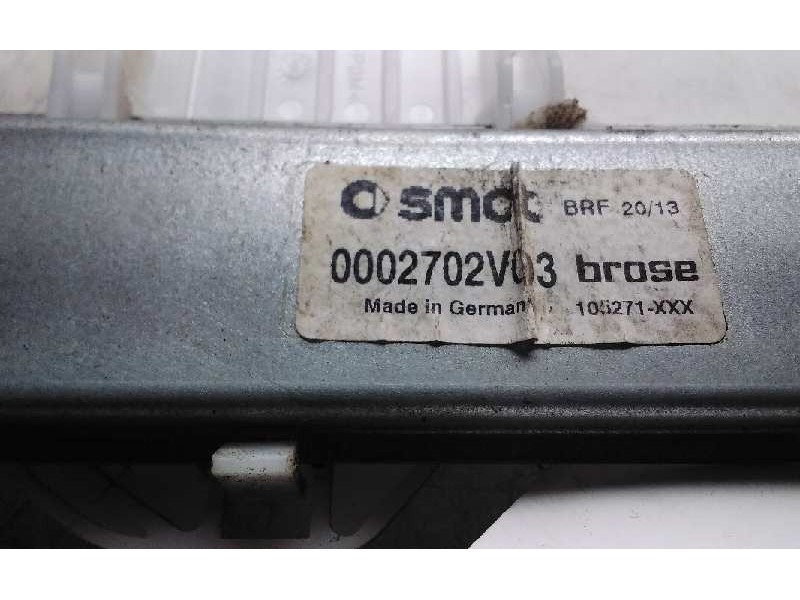 smart BRF 20/13
0002702V003 brose
Made in Germany 105271-XXX